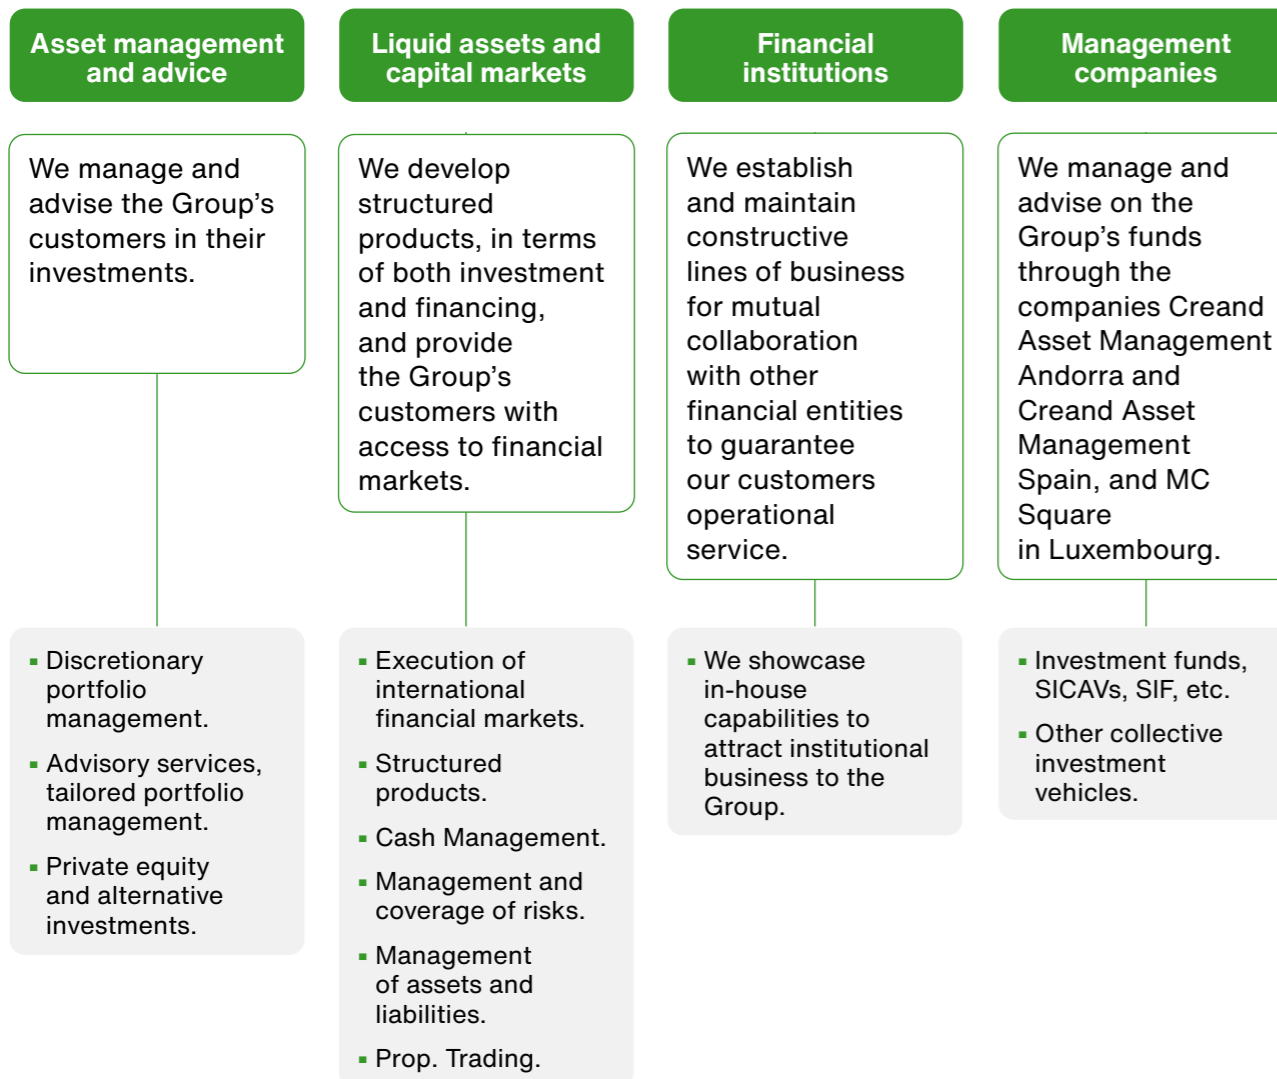 Asset management
and advice
We manage and
advise the Group’s
customers in their
investments.
▪ Discretionary
portfolio
management.
▪ Advisory services,
tailored portfolio
management.
▪ Private equity
and alternative
investments.
Liquid assets and
capital markets
We develop
structured
products, in terms
of both investment
and financing,
and provide
the Group’s
customers with
access to financial
markets.
▪ Execution of
international
financial markets.
▪ Structured
products.
▪ Cash Management.
▪ Management and
coverage of risks.
▪ Management
of assets and
liabilities.
▪ Prop. Trading.
Financial
institutions
We establish
and maintain
constructive
lines of business
for mutual
collaboration
with other
financial entities
to guarantee
our customers
operational
service.
▪ We showcase
in-house
capabilities to
attract institutional
business to the
Group.
Management
companies
We manage and
advise on the
Group’s funds
through the
companies Creand
Asset Management
Andorra and
Creand Asset
Management
Spain, and MC
Square
in Luxembourg.
▪ Investment funds,
SICAVs, SIF, etc.
▪ Other collective
investment
vehicles.